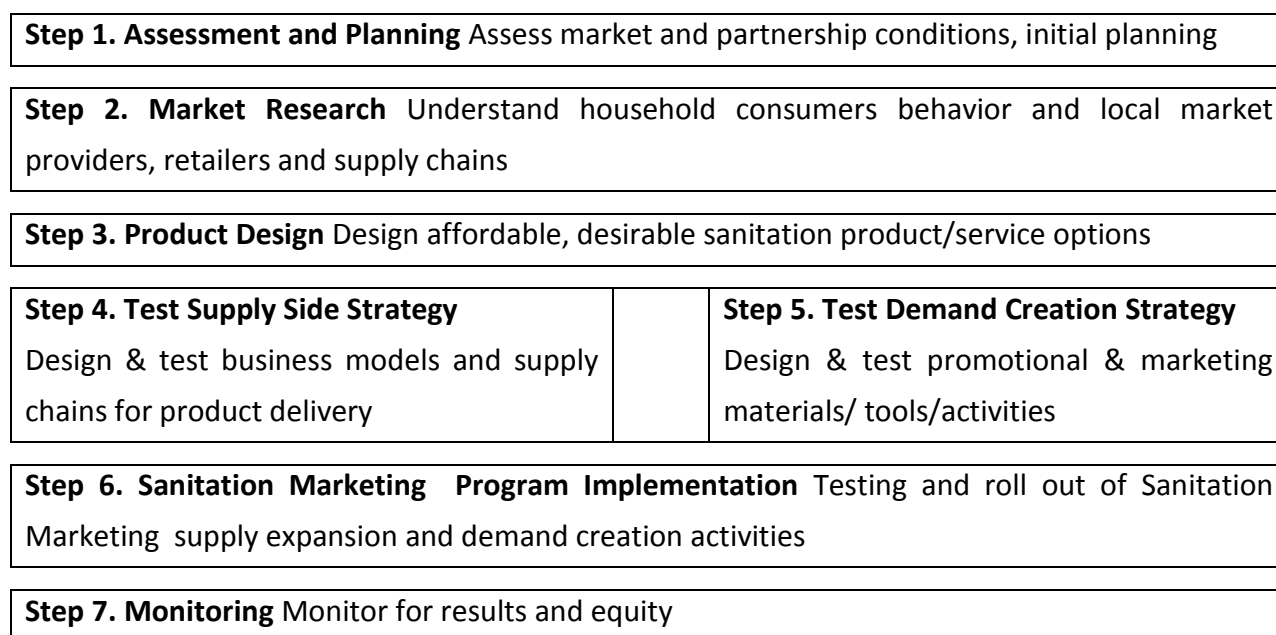 Step 1. Assessment and Planning Assess market and partnership conditions, initial planning
Step 2. Market Research Understand household consumers behavior and local market
providers, retailers and supply chains
Step 3. Product Design Design affordable, desirable sanitation product/service options
Step 4. Test Supply Side Strategy
Design & test business models and supply
chains for product delivery
Step 5. Test Demand Creation Strategy
Design & test promotional & marketing
materials/ tools/activities
Step 6. Sanitation Marketing Program Implementation Testing and roll out of Sanitation
Marketing supply expansion and demand creation activities
Step 7. Monitoring Monitor for results and equity